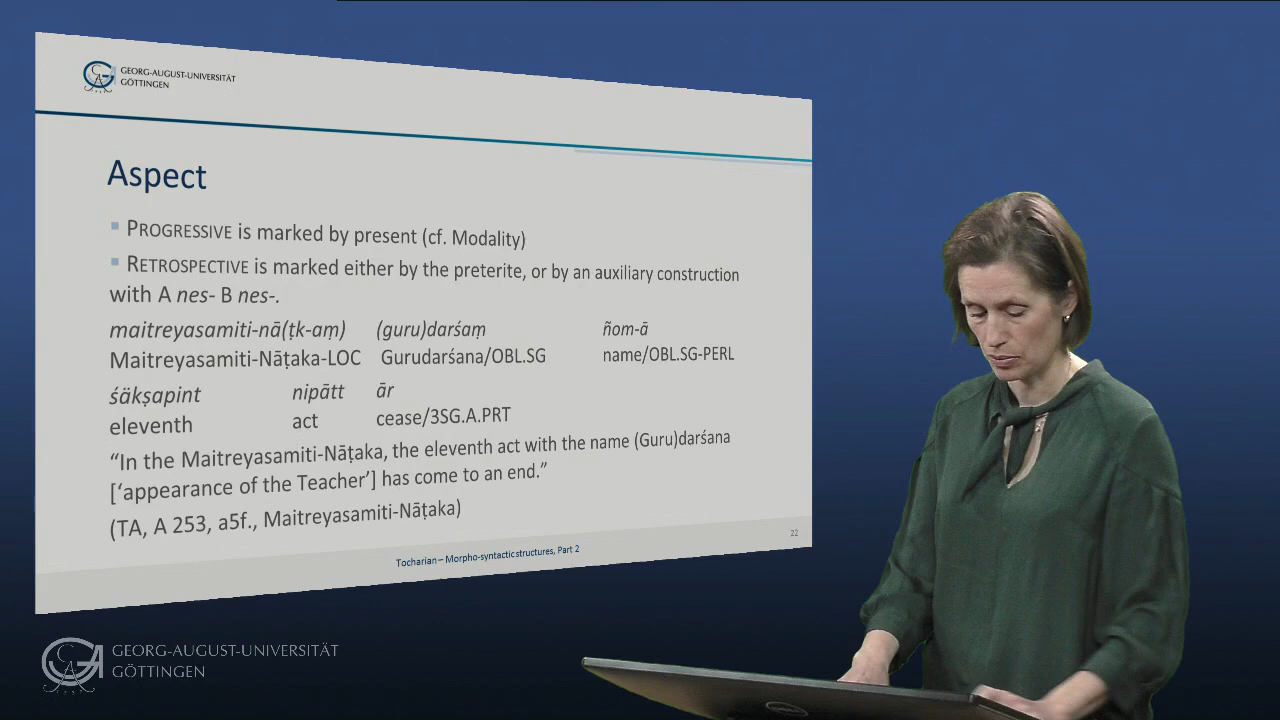 GEORG-AUGUST-UNIVERSITÄT
GÖTTINGEN
Aspect
PROGRESSIVE is marked by present (cf. Modality)
RETROSPECTIVE is marked either by the preterite, or by an auxiliary construction
with A nes- B nes-.
maitreyasamiti-nā(ṭk-aṃ) (guru)darśaṃ ñom-ā
Maitreyasamiti-Nāṭaka-LOC Gurudarśana/OBL.SG name/OBL.SG-PERL
śäkṣapint nipātt ār
eleventh act cease/3SG.A.PRT
“In the Maitreyasamiti-Nāṭaka, the eleventh act with the name (Guru)darśana
[‘appearance of the Teacher’] has come to an end.”
(TA, A 253, a5f., Maitreyasamiti-Nāṭaka)
22
Tocharian – Morpho-syntactic structures, Part 2
GEORG-AUGUST-UNIVERSITÄT
GÖTTINGEN
DELL